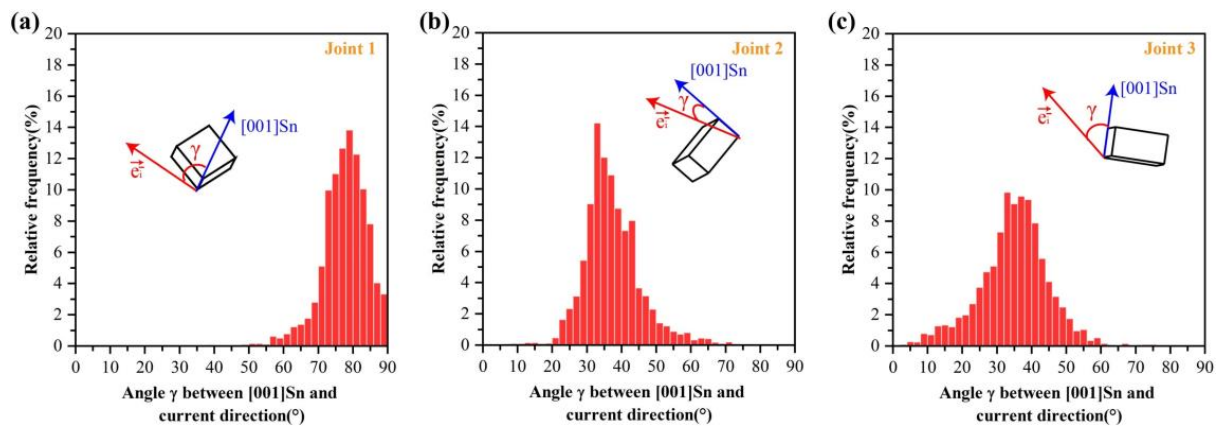 (a)
Relative frequency(%)
20
18
16
14
12
10
8
6
4
2
0
Joint 1
[001]Sn
γ
0 10 20 30 40 50 60 70 80 90
Angle γ between [001]Sn and
current direction(°)
(b)
Relative frequency(%)
20
18
16
14
12
10
8
6
4
2
0
Joint 2
[001]Sn
γ
0 10 20 30 40 50 60 70 80 90
Angle γ between [001]Sn and
current direction(°)
(c)
Relative frequency(%)
20
18
16
14
12
10
8
6
4
2
0
Joint 3
[001]Sn
γ
0 10 20 30 40 50 60 70 80 90
Angle γ between [001]Sn and
current direction(°)